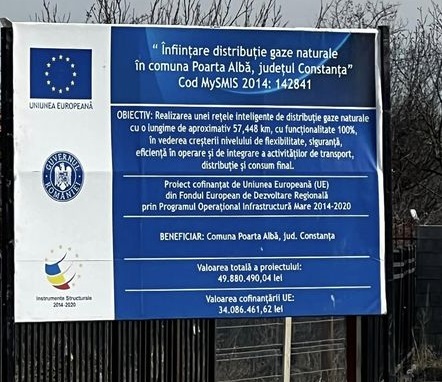 “ Înființare distribuție gaze naturale
în comuna Poarta Albă, județul Constanța”
Cod MySMIS 2014: 142841
UNIUNEA EUROPEANĂ
OBIECTIV: Realizarea unei rețele inteligente de distribuție gaze naturale
cu o lungime de aproximativ 57,448 km, cu funcționalitate 100%,
în vederea creșterii nivelului de flexibilitate, siguranță,
eficiență în operare și de integrare a activităților de transport,
distribuție și consum final.
GUVERNUL ROMÂNIEI
Proiect cofinanțat de Uniunea Europeană (UE)
din Fondul European de Dezvoltare Regională
prin Programul Operațional Infrastructură Mare 2014-2020
BENEFICIAR: Comuna Poarta Albă, jud. Constanța
Valoarea totală a proiectului:
49.880.490,04 lei
Instrumente Structurale
2014-2020
Valoarea cofinanțării UE:
34.086.461,62 lei